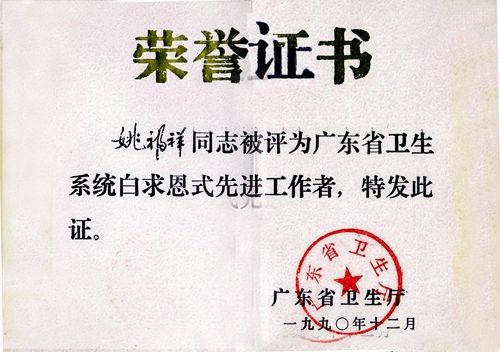 荣誉证书
姚福祥同志被评为广东省卫生
系统白求恩式先进工作者，特发此
证。
广东省卫生厅
广东省卫生厅
一九九〇年十二月